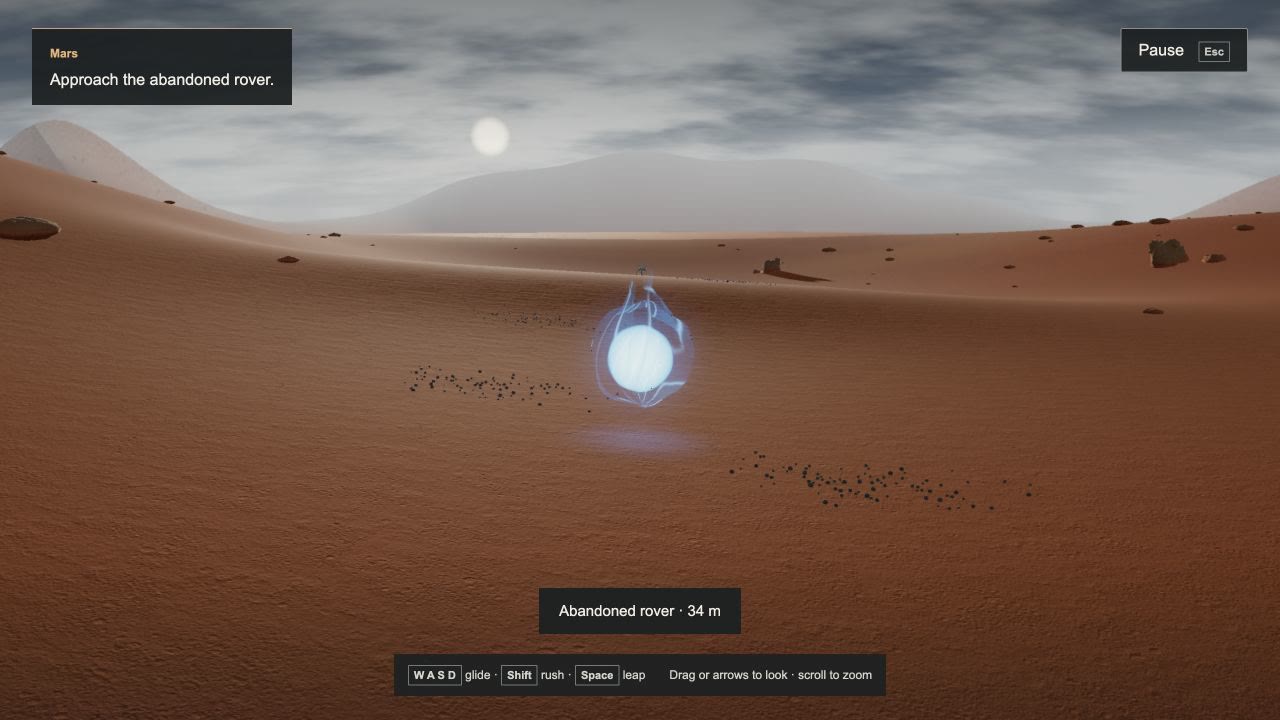 Mars
Approach the abandoned rover.
Pause Esc
Abandoned rover · 34 m
W A S D glide · Shift rush · Space leap Drag or arrows to look · scroll to zoom